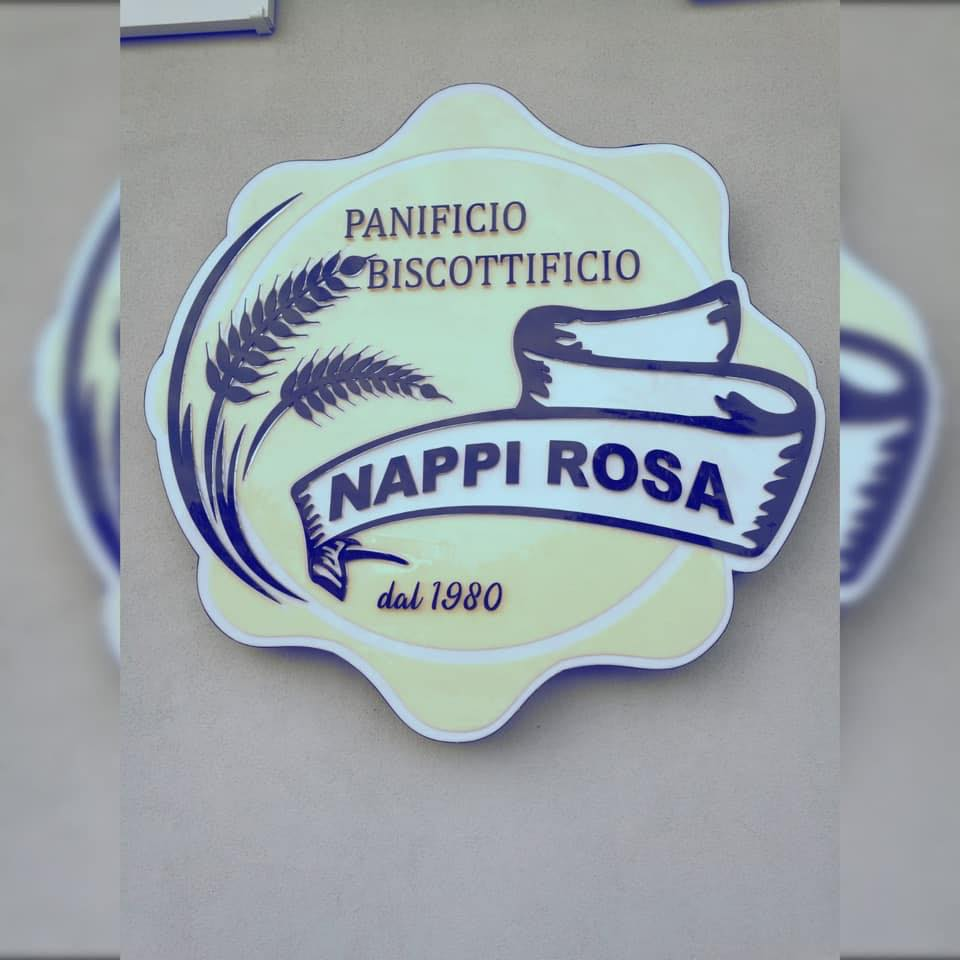 PANIFICIO
BISCOTTIFICIO
NAPPI ROSA
dal 1980